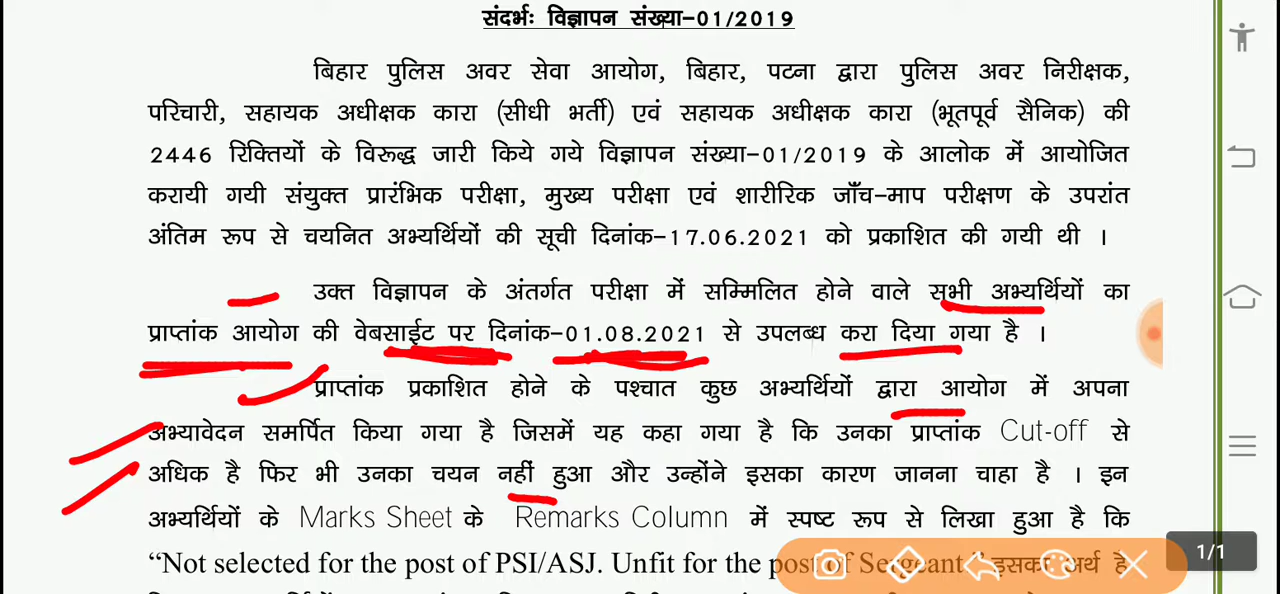 संदर्भः विज्ञापन संख्या–01/2019
बिहार पुलिस अवर सेवा आयोग, बिहार, पटना द्वारा पुलिस अवर निरीक्षक,
परिचारी, सहायक अधीक्षक कारा (सीधी भर्ती) एवं सहायक अधीक्षक कारा (भूतपूर्व सैनिक) की
2446 रिक्तियों के विरूद्ध जारी किये गये विज्ञापन संख्या–01/2019 के आलोक में आयोजित
करायी गयी संयुक्त प्रारंभिक परीक्षा, मुख्य परीक्षा एवं शारीरिक जाँच–माप परीक्षण के उपरांत
अंतिम रूप से चयनित अभ्यर्थियों की सूची दिनांक–17.06.2021 को प्रकाशित की गयी थी ।
उक्त विज्ञापन के अंतर्गत परीक्षा में सम्मिलित होने वाले सभी अभ्यर्थियों का
प्राप्तांक आयोग की वेबसाईट पर दिनांक–01.08.2021 से उपलब्ध करा दिया गया है ।
प्राप्तांक प्रकाशित होने के पश्चात कुछ अभ्यर्थियों द्वारा आयोग में अपना
अभ्यावेदन समर्पित किया गया है जिसमें यह कहा गया है कि उनका प्राप्तांक Cut-off से
अधिक है फिर भी उनका चयन नहीं हुआ और उन्होंने इसका कारण जानना चाहा है । इन
अभ्यर्थियों के Marks Sheet के Remarks Column में स्पष्ट रूप से लिखा हुआ है कि
“Not selected for the post of PSI/ASJ. Unfit for the post of Sergeant” इसका अर्थ है
1/1